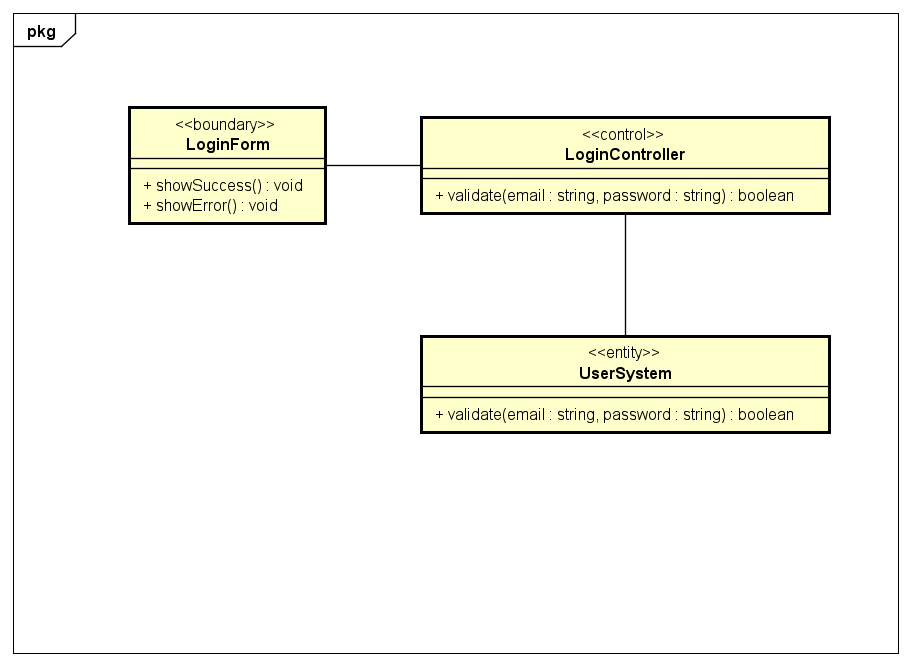 pkg
<<boundary>>
LoginForm
+ showSuccess() : void
+ showError() : void
<<control>>
LoginController
+ validate(email : string, password : string) : boolean
<<entity>>
UserSystem
+ validate(email : string, password : string) : boolean